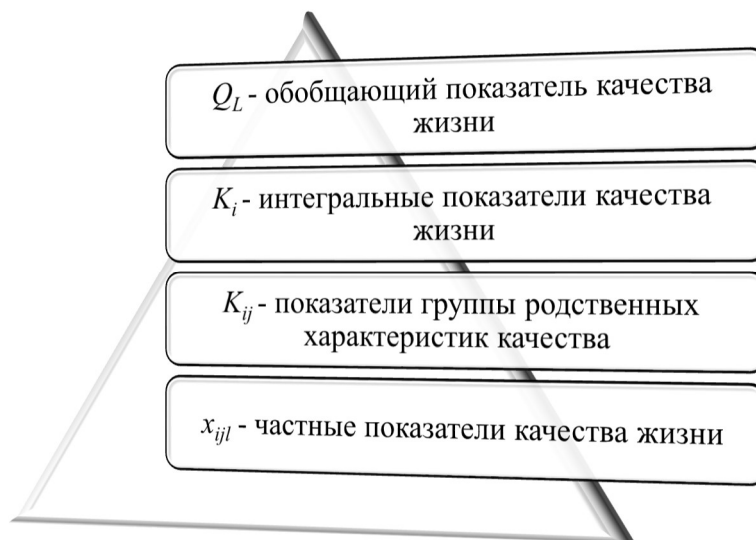 Q_L - обобщающий показатель качества
жизни
K_i - интегральные показатели качества
жизни
K_ij - показатели группы родственных
характеристик качества
x_ijl - частные показатели качества жизни